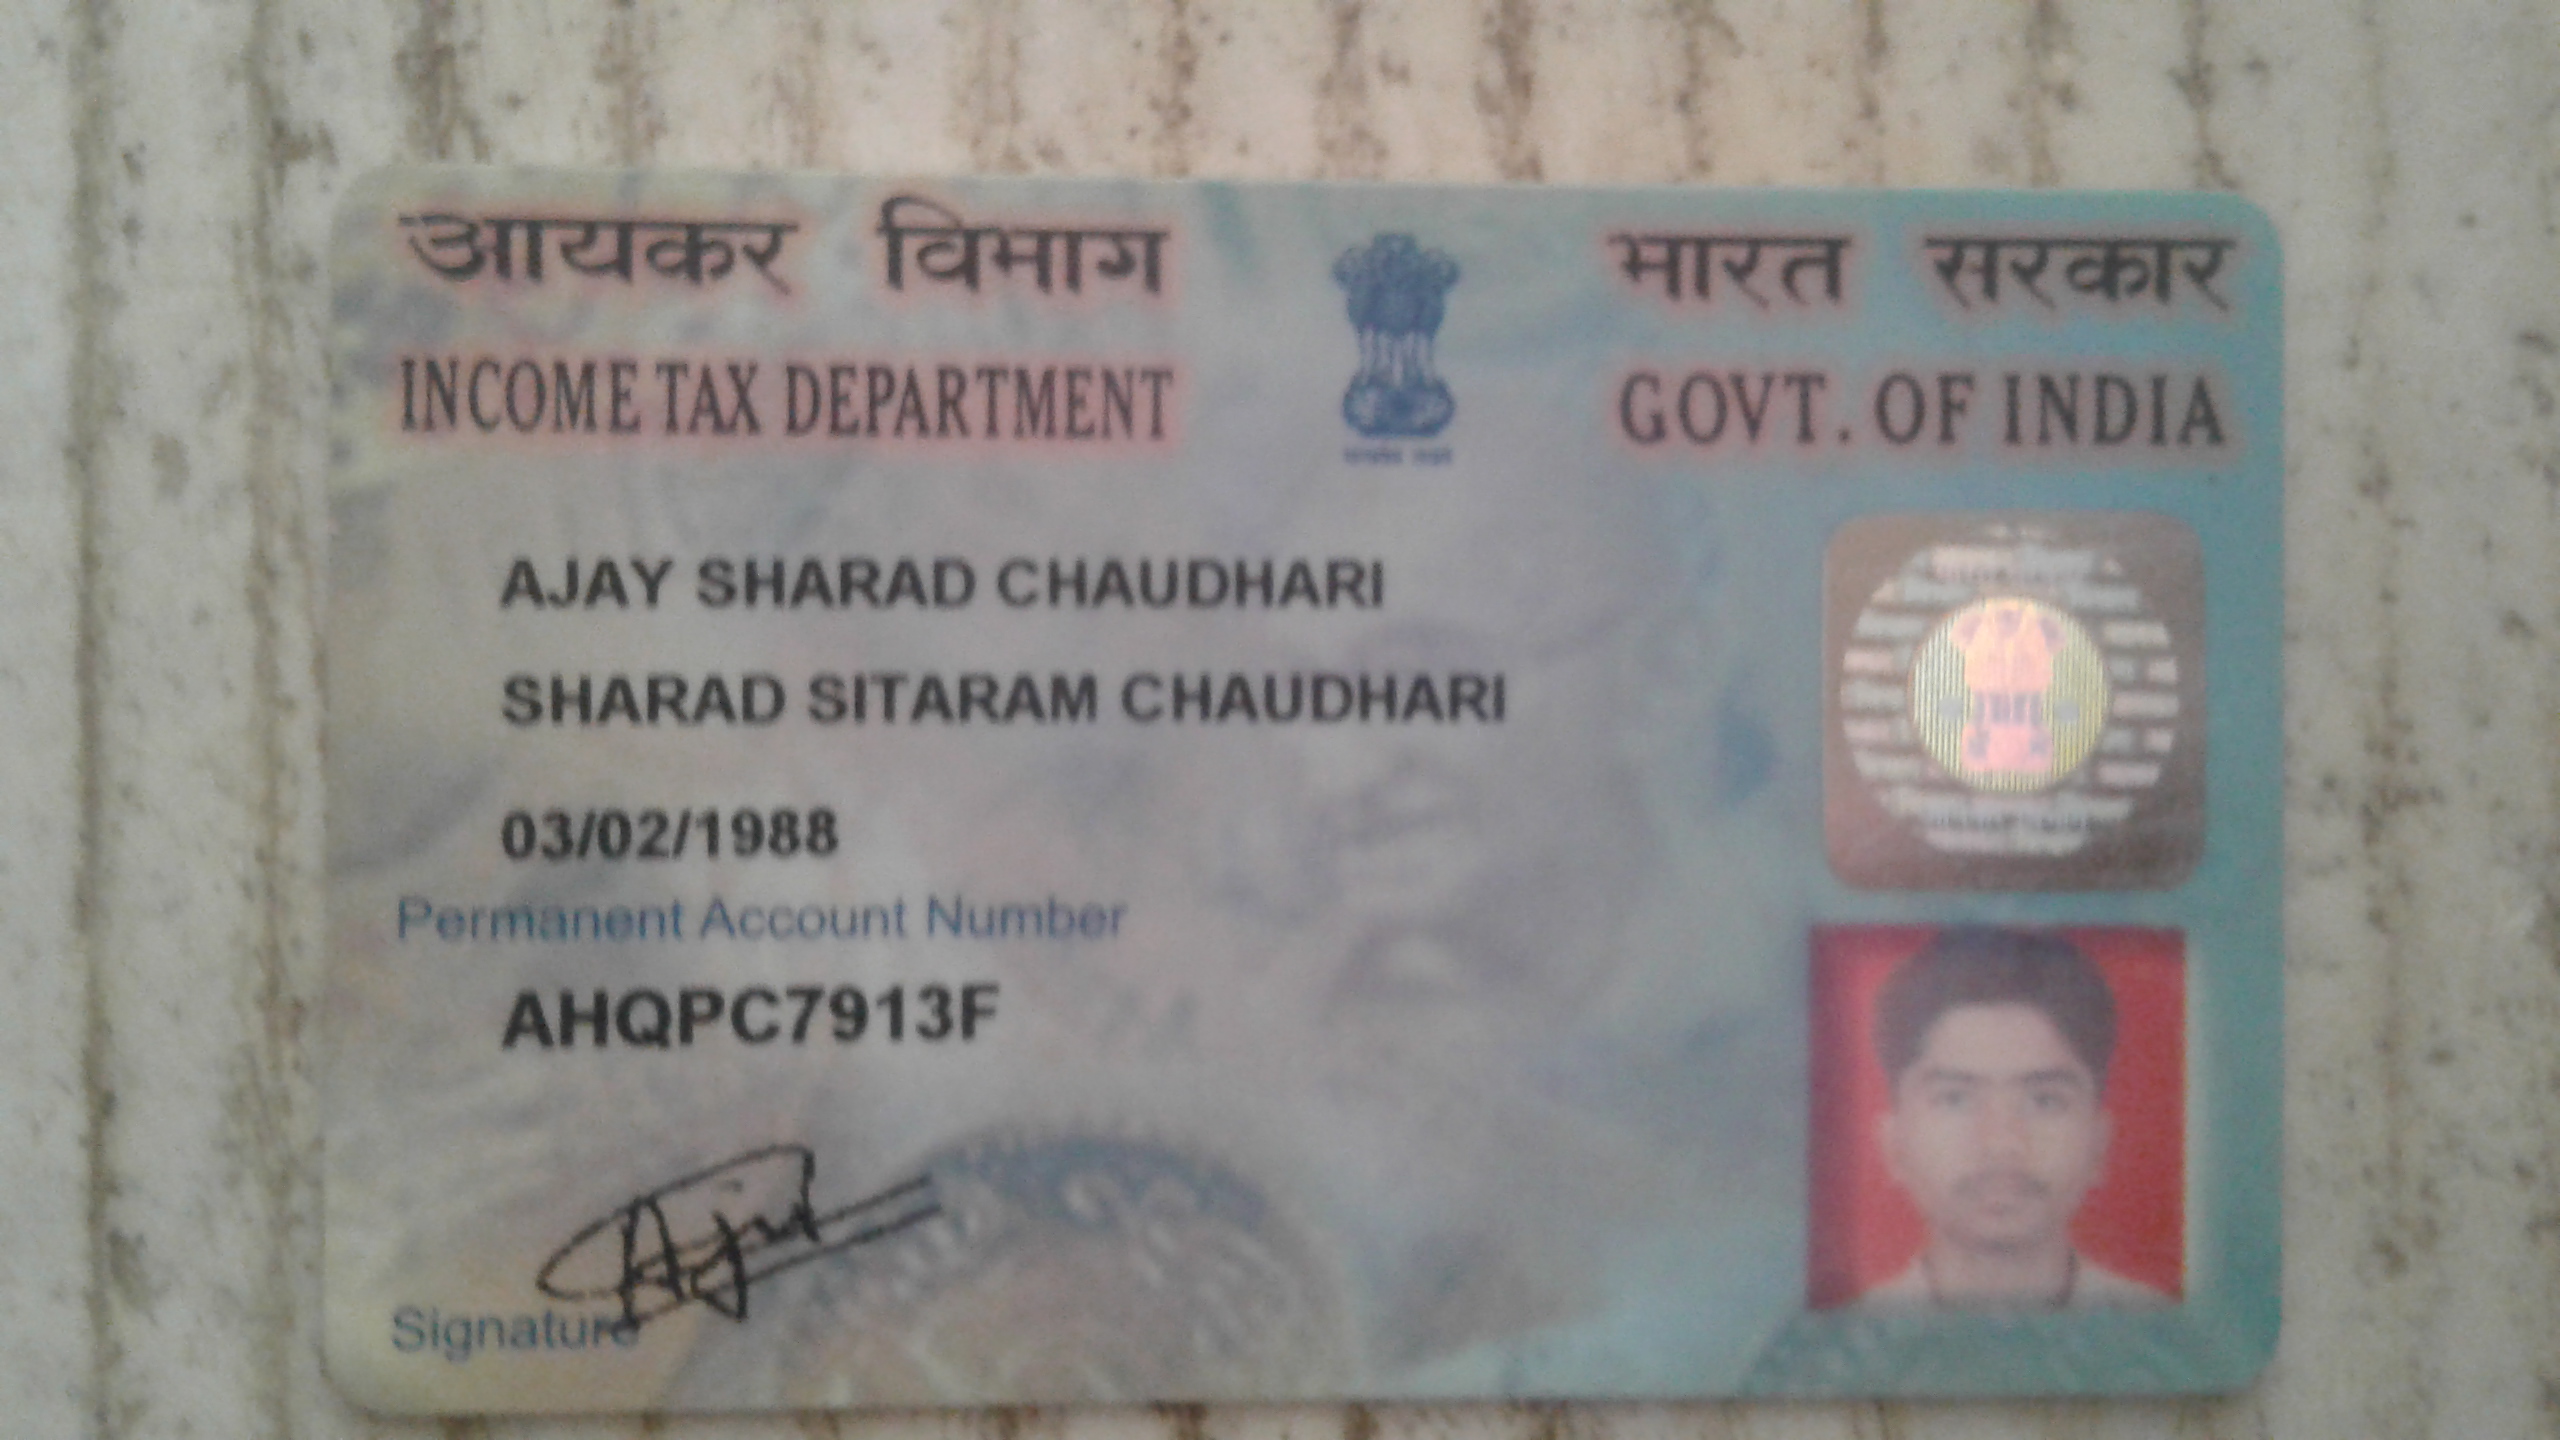 आयकर विभाग
INCOME TAX DEPARTMENT
भारत सरकार
GOVT. OF INDIA
AJAY SHARAD CHAUDHARI
SHARAD SITARAM CHAUDHARI
03/02/1988
Permanent Account Number
AHQPC7913F
Signature